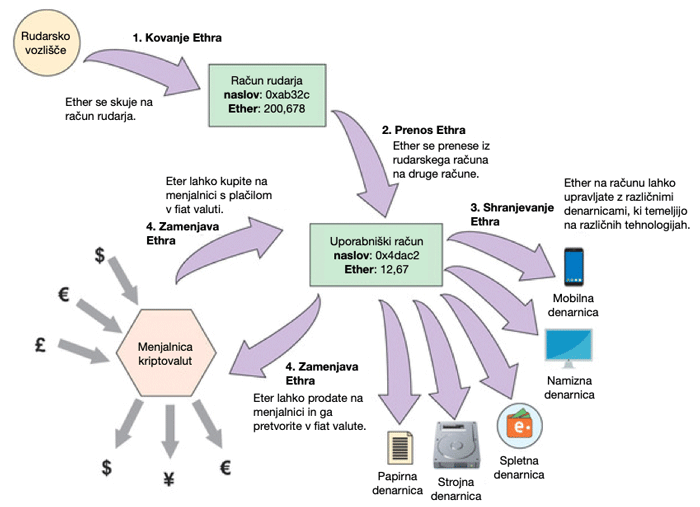 Rudarsko
vozlišče
1. Kovanje Ethra
Ether se skuje na
račun rudarja.
Račun rudarja
naslov: 0xab32c
Ether: 200,678
2. Prenos Ethra
Ether se prenese iz
rudarskega računa
na druge račune.
Eter lahko kupite na
menjalnici s plačilom
v fiat valuti.
4. Zamenjava
Ethra
3. Shranjevanje
Ethra
Ether na računu lahko
upravljate z različnimi
denarnicami, ki temeljijo
na različnih tehnologijah.
Uporabniški račun
naslov: 0x4dac2
Ether: 12,67
Mobilna
denarnica
$
€
£
Menjalnica
kriptovalut
4. Zamenjava
Ethra
Eter lahko prodate na
menjalnici in ga
pretvorite v fiat valute.
Namizna
denarnica
e
Spletna
denarnica
Papirna
denarnica
Strojna
denarnica
$
¥
€